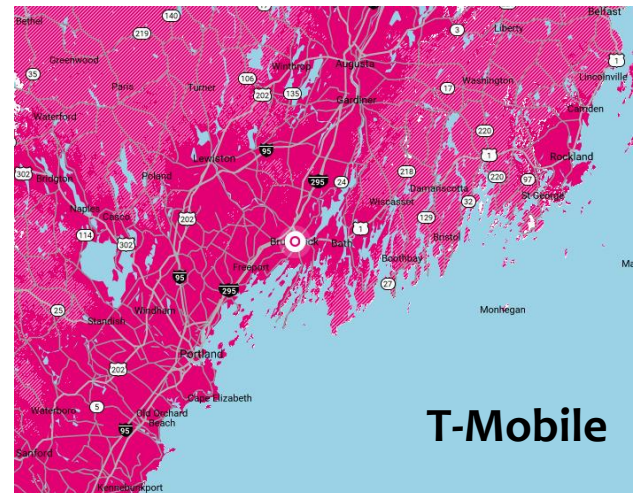 Bethel
140
77
Belfast
219
3
Liberty
1
Greenwood
Winthrop
Augusta
35
Paris
Turner
106
Washington
Lincolnville
202
135
17
Gardiner
Camden
Waterford
220
95
Lewiston
1
Rockland
302
Poland
295
24
218
220
97
Bridgton
Damariscotta
St George
Naples
Wiscasset
32
Casco
202
129
114
302
1
Bath
Bristol
Freeport
Boothbay
95
27
295
25
Windham
Monhegan
Standish
Portland
202
Cape Elizabeth
Waterboro
5
Old Orchard
Beach
T-Mobile
95
Sanford
Kennebunkport